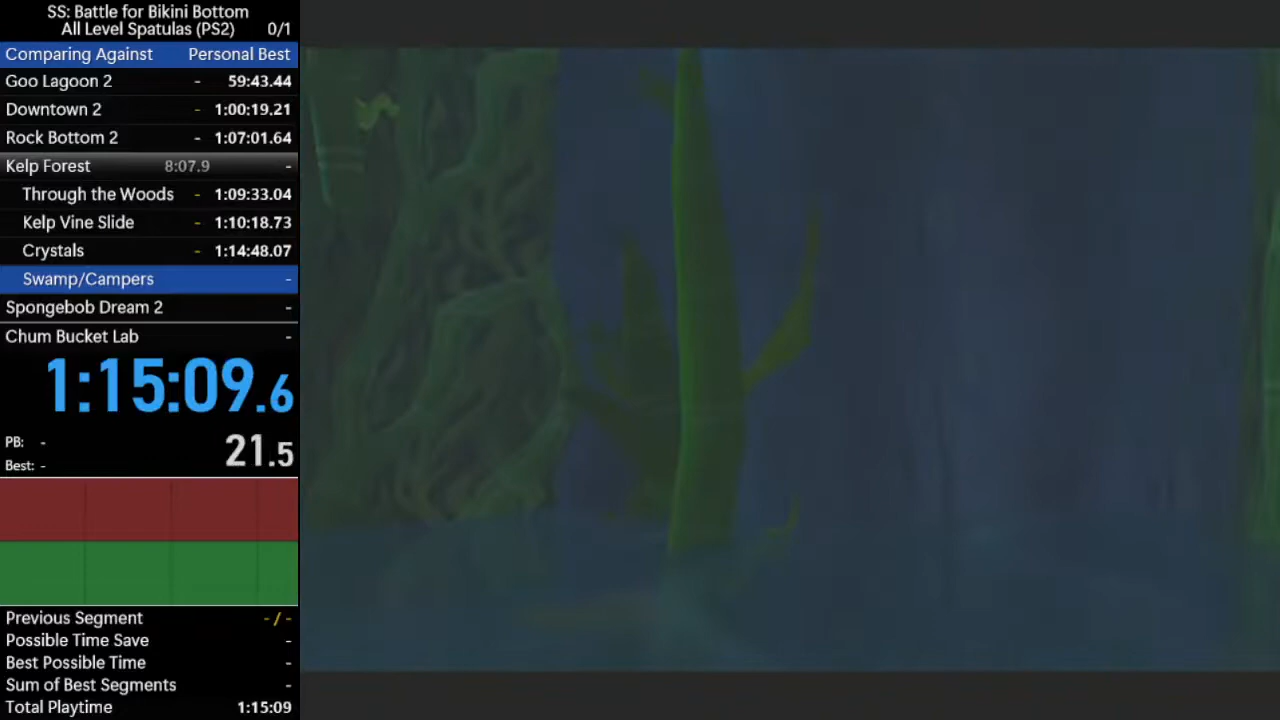 SS: Battle for Bikini Bottom
All Level Spatulas (PS2) 0/1
Comparing Against Personal Best
Goo Lagoon 2 - 59:43.44
Downtown 2 - 1:00:19.21
Rock Bottom 2 - 1:07:01.64
Kelp Forest 8:07.9 -
Through the Woods - 1:09:33.04
Kelp Vine Slide - 1:10:18.73
Crystals - 1:14:48.07
Swamp/Campers -
Spongebob Dream 2 -
Chum Bucket Lab -
1:15:09.6
PB: - 21.5
Best: -
Previous Segment - / -
Possible Time Save -
Best Possible Time -
Sum of Best Segments -
Total Playtime 1:15:09